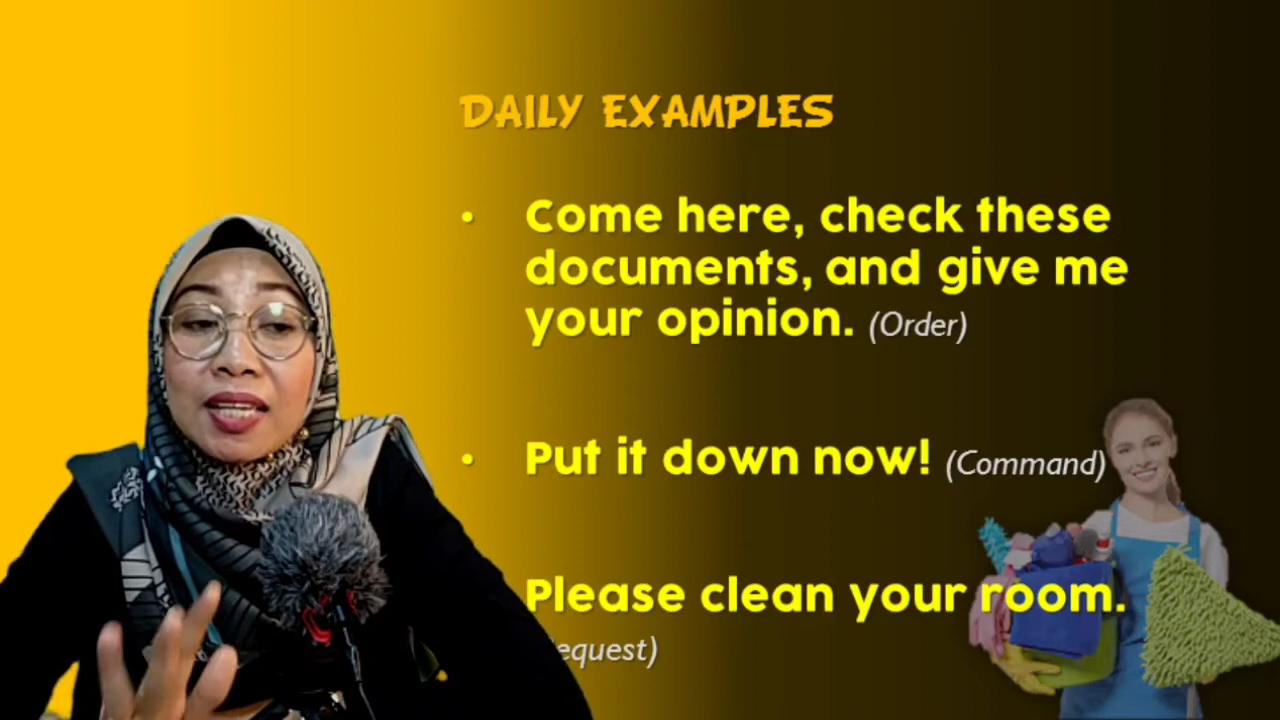 DAILY EXAMPLES
• Come here, check these
documents, and give me
your opinion. (Order)
• Put it down now! (Command)
Please clean your room.
equest)